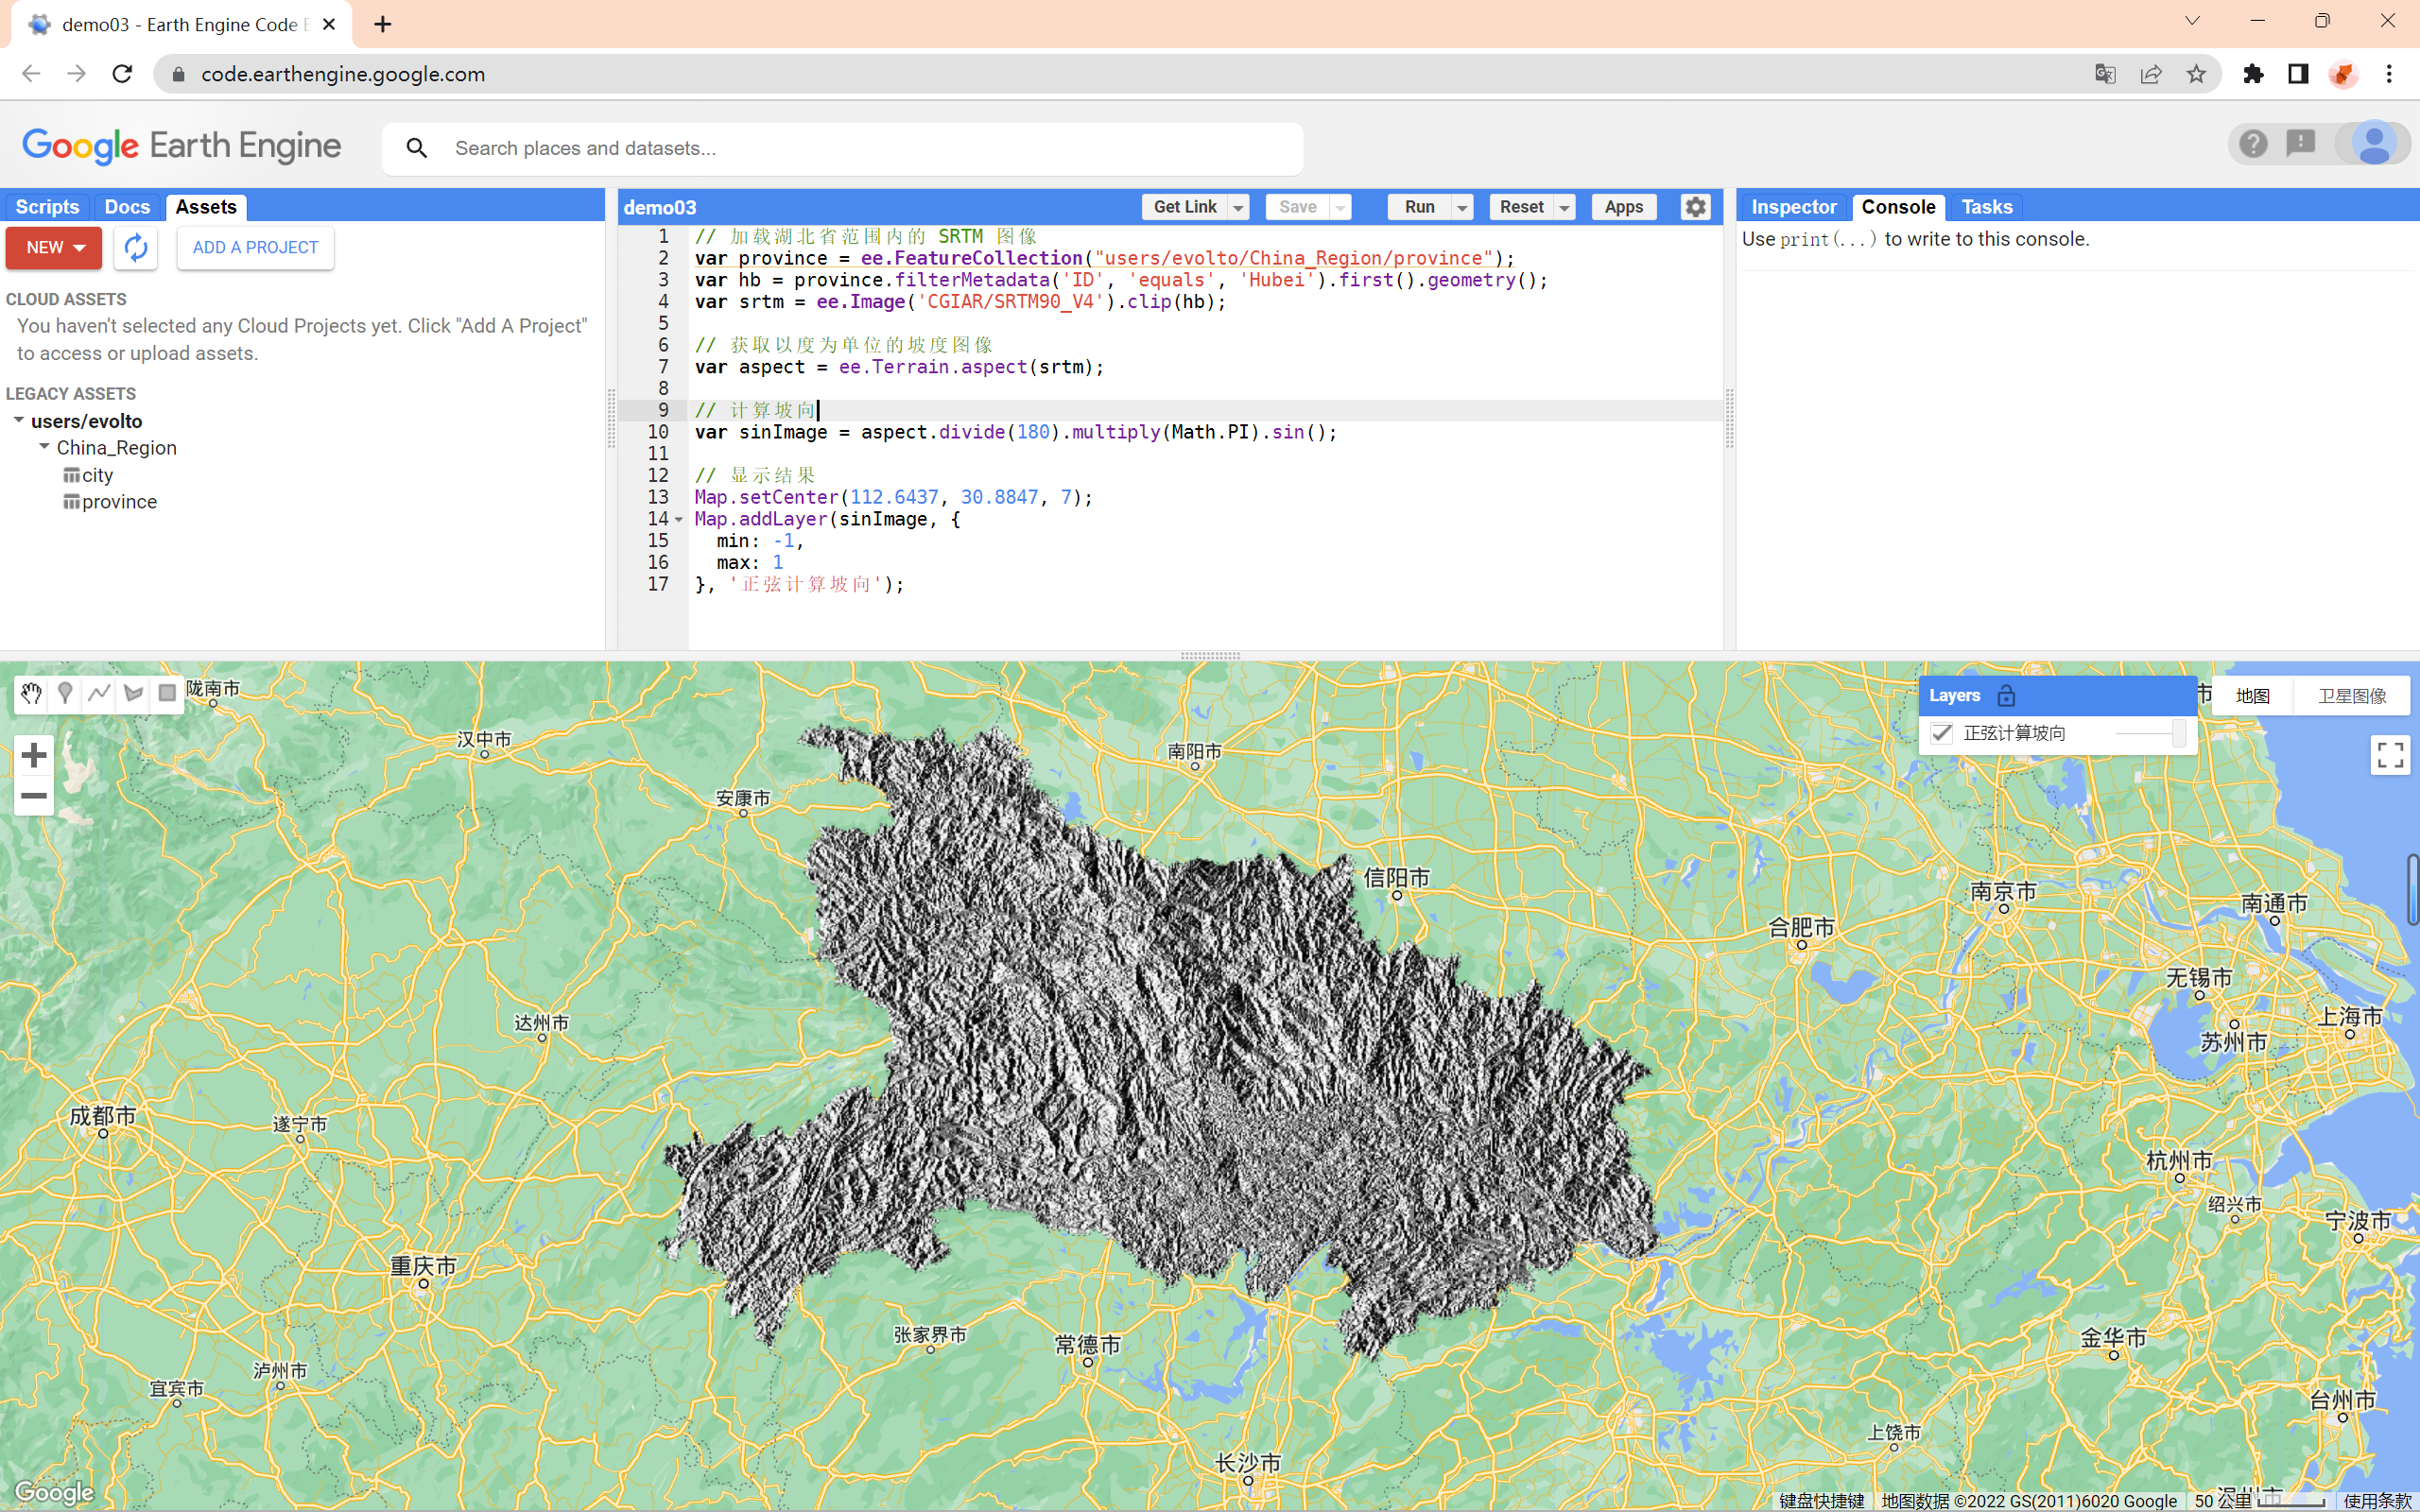 demo03 - Earth Engine Code E
code.earthengine.google.com
Google Earth Engine
Search places and datasets...
Scripts Docs Assets
NEW ADD A PROJECT
CLOUD ASSETS
You haven't selected any Cloud Projects yet. Click "Add A Project"
to access or upload assets.
LEGACY ASSETS
users/evolto
China_Region
city
province
demo03 Get Link Save Run Reset Apps
1 // 加载湖北省范围内的 SRTM 图像
2 var province = ee.FeatureCollection("users/evolto/China_Region/province");
3 var hb = province.filterMetadata('ID', 'equals', 'Hubei').first().geometry();
4 var srtm = ee.Image('CGIAR/SRTM90_V4').clip(hb);
5
6 // 获取以度为单位的坡度图像
7 var aspect = ee.Terrain.aspect(srtm);
8
9 // 计算坡向
10 var sinImage = aspect.divide(180).multiply(Math.PI).sin();
11
12 // 显示结果
13 Map.setCenter(112.6437, 30.8847, 7);
14 Map.addLayer(sinImage, {
15 min: -1,
16 max: 1
17 }, '正弦计算坡向');
Inspector Console Tasks
Use print(...) to write to this console.
陇南市
Layers
市
地图 卫星图像
正弦计算坡向
汉中市
南阳市
安康市
信阳市
南京市
南通市
合肥市
无锡市
上海市
苏州市
达州市
成都市
遂宁市
杭州市
绍兴市
宁波市
重庆市
张家界市
常德市
金华市
泸州市
宜宾市
台州市
上饶市
长沙市
Google
键盘快捷键 地图数据 ©2022 GS(2011)6020 Google 50 公里 使用条款